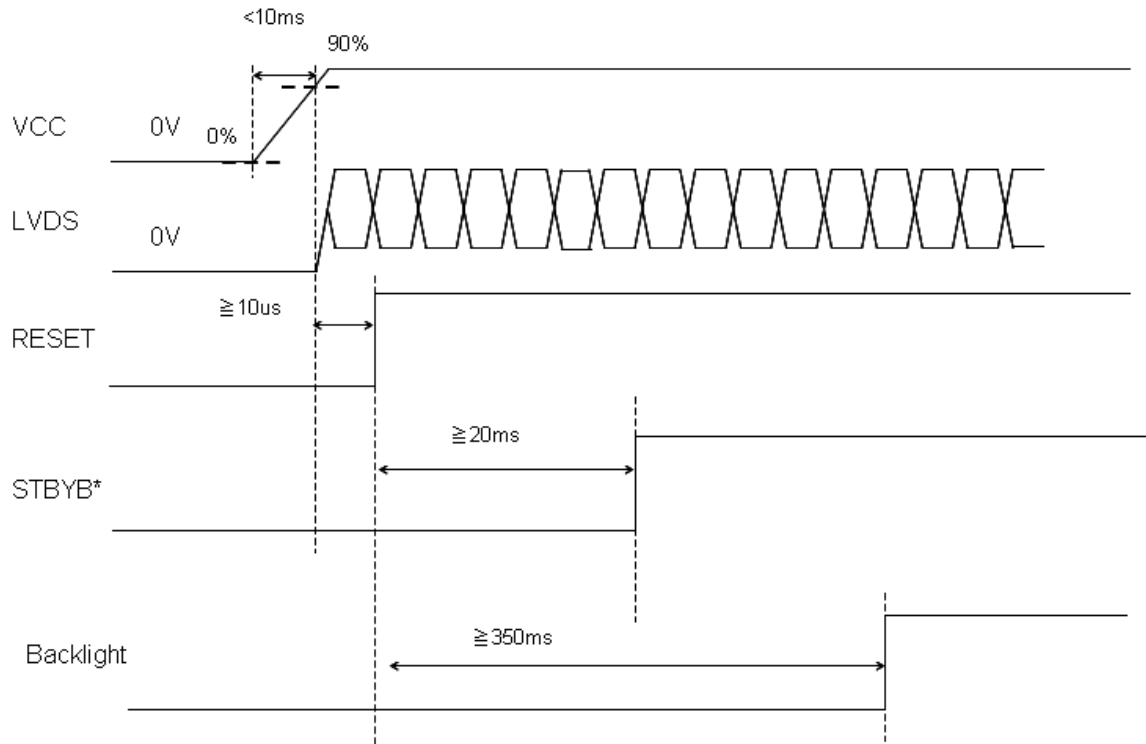 <10ms
90%
VCC
0V
0%
LVDS
0V
≧10us
RESET
≧20ms
STBYB*
≧350ms
Backlight